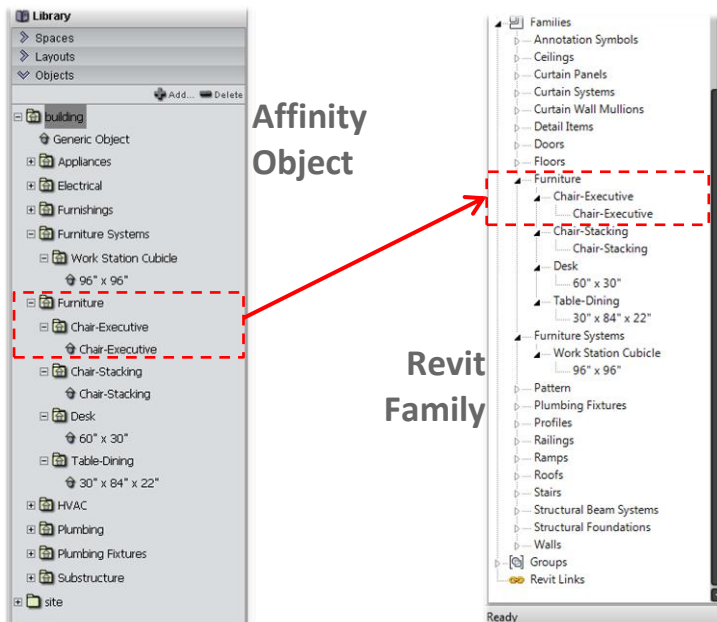 Library
Spaces
Layouts
Objects
Add... Delete
building
Generic Object
Appliances
Electrical
Furnishings
Furniture Systems
Work Station Cubicle
96" x 96"
Furniture
Chair-Executive
Chair-Executive
Chair-Stacking
Chair-Stacking
Desk
60" x 30"
Table-Dining
30" x 84" x 22"
HVAC
Plumbing
Plumbing Fixtures
Substructure
site
Affinity
Object
Revit
Family
Families
Annotation Symbols
Ceilings
Curtain Panels
Curtain Systems
Curtain Wall Mullions
Detail Items
Doors
Floors
Furniture
Chair-Executive
Chair-Executive
Chair-Stacking
Chair-Stacking
Desk
60" x 30"
Table-Dining
30" x 84" x 22"
Furniture Systems
Work Station Cubicle
96" x 96"
Pattern
Plumbing Fixtures
Profiles
Railings
Ramps
Roofs
Stairs
Structural Beam Systems
Structural Foundations
Walls
Groups
Revit Links
Ready